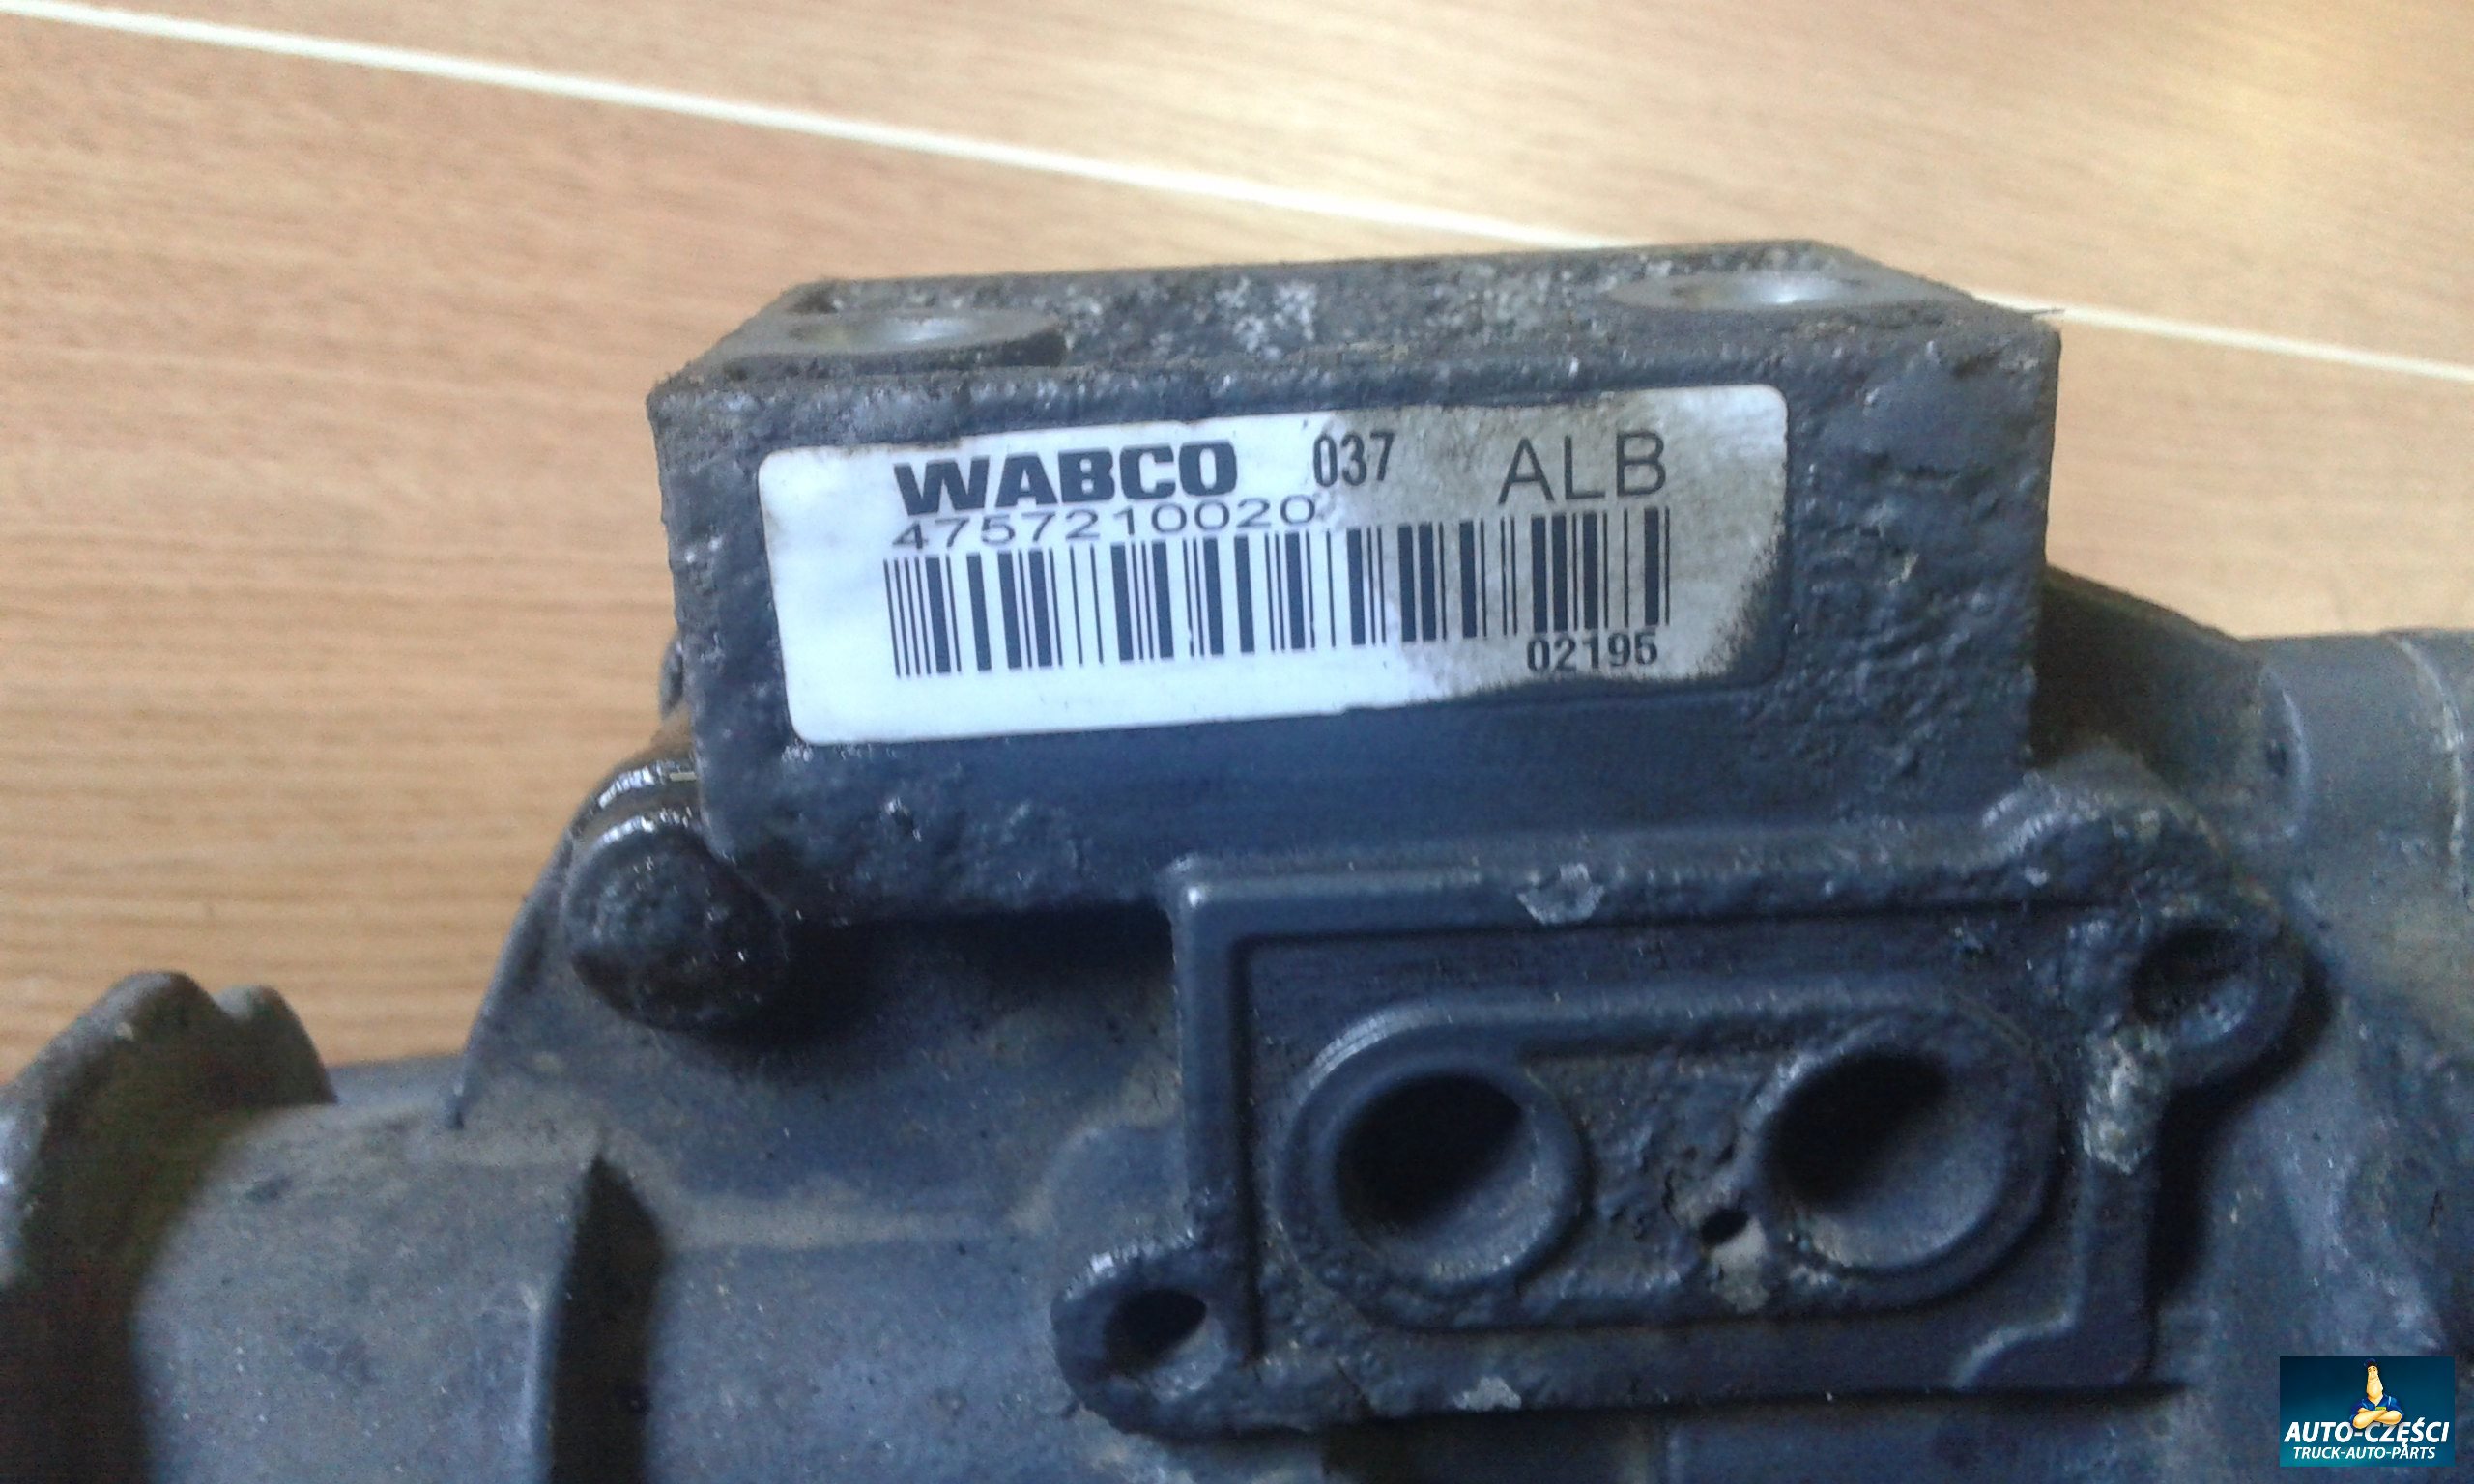 WABCO 037 ALB
4757210020
02195
AUTO-CZĘŚCI
TRUCK-AUTO-PARTS